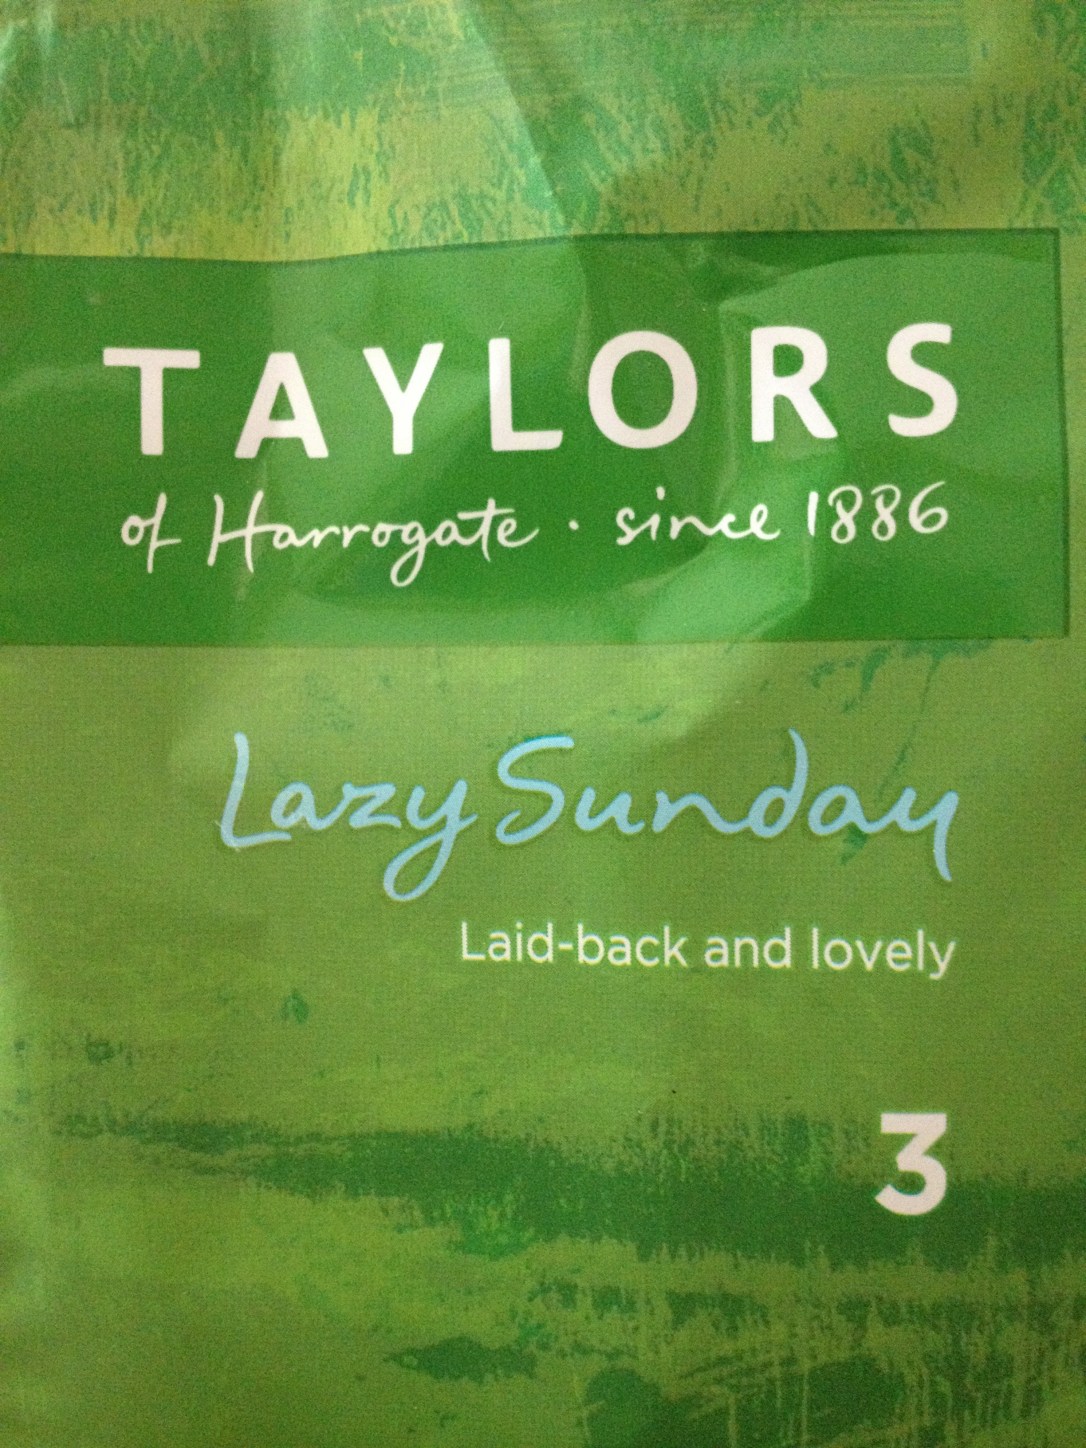 TAYLORS
of Harrogate · since 1886
Lazy Sunday
Laid-back and lovely
3